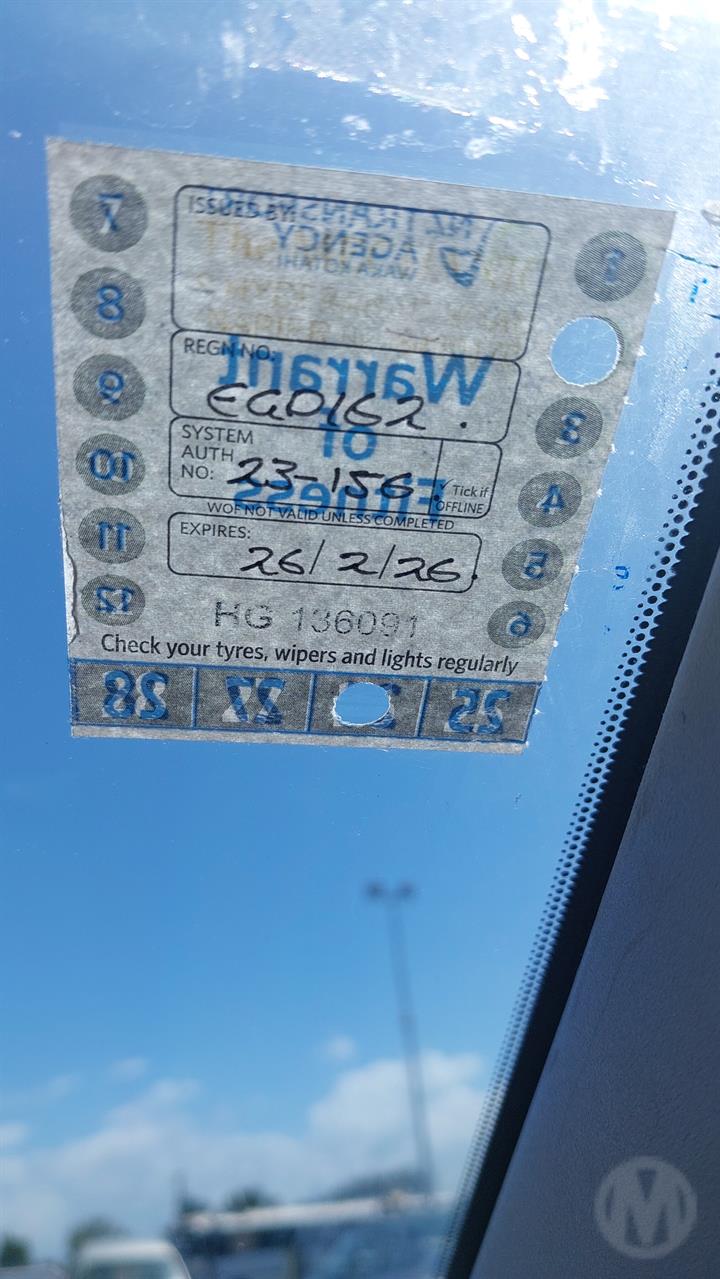 ISSUED BY:
NZ TRANSPORT
AGENCY
WAKA KOTAHI
REGN NO:
Warrant
EGD162.
of
SYSTEM
AUTH
NO: 23-156.
Tick if
OFFLINE
Fitness
WOF NOT VALID UNLESS COMPLETED
EXPIRES:
26/2/26.
HG 136091
Check your tyres, wipers and lights regularly
7
8
9
10
11
12
1
3
4
5
6
28 27 25
M